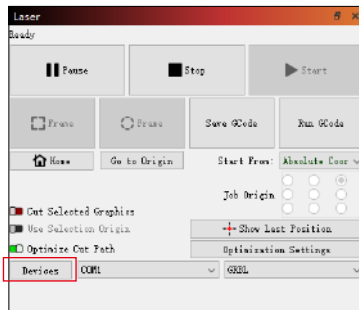 Laser
Ready
Pause
Stop
Start
Frame
Frame
Save GCode
Run GCode
Home
Go to Origin
Start From:
Absolute Coor
Job Origin
Cut Selected Graphics
Use Selection Origin
Show Last Position
Optimize Cut Path
Optimization Settings
Devices
COM1
GRBL